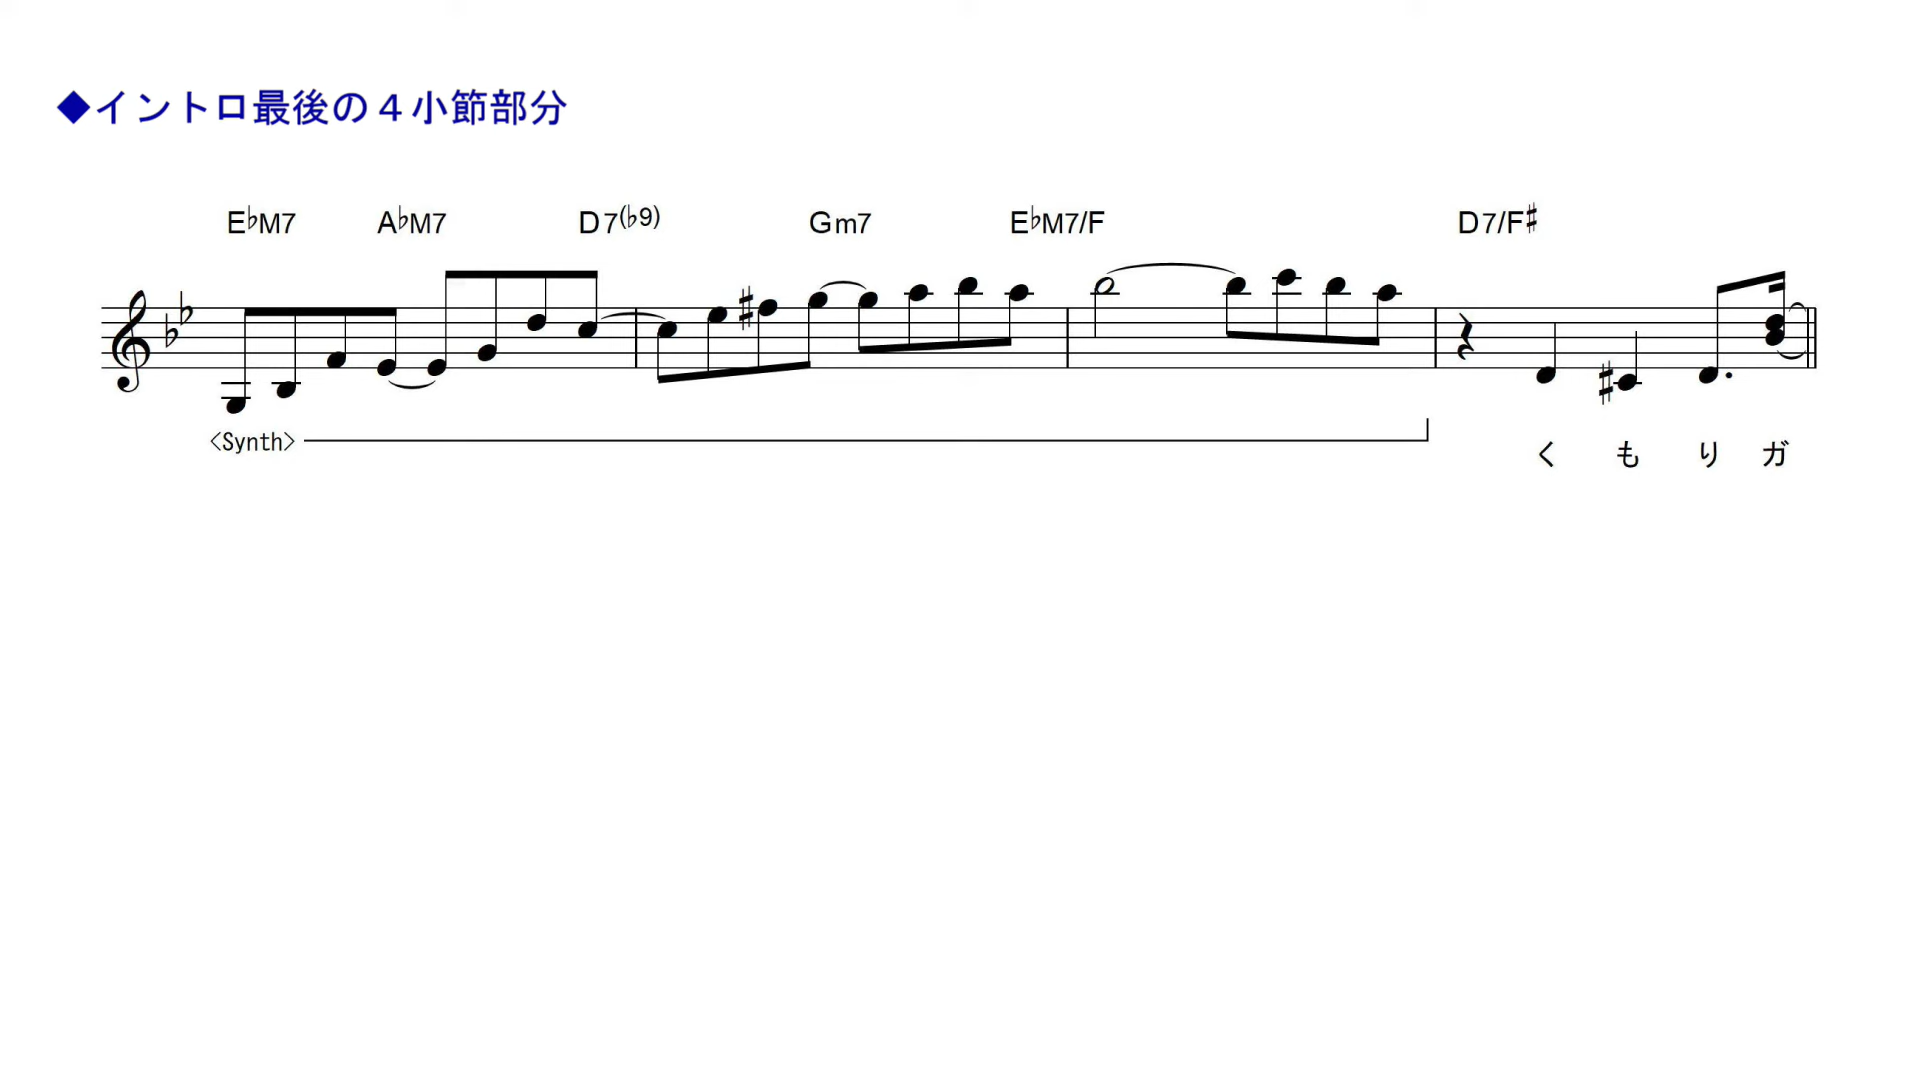 ◆イントロ最後の４小節部分
E♭M7 A♭M7 D7(♭9) Gm7 E♭M7/F D7/F♯
<Synth>
く も り ガ